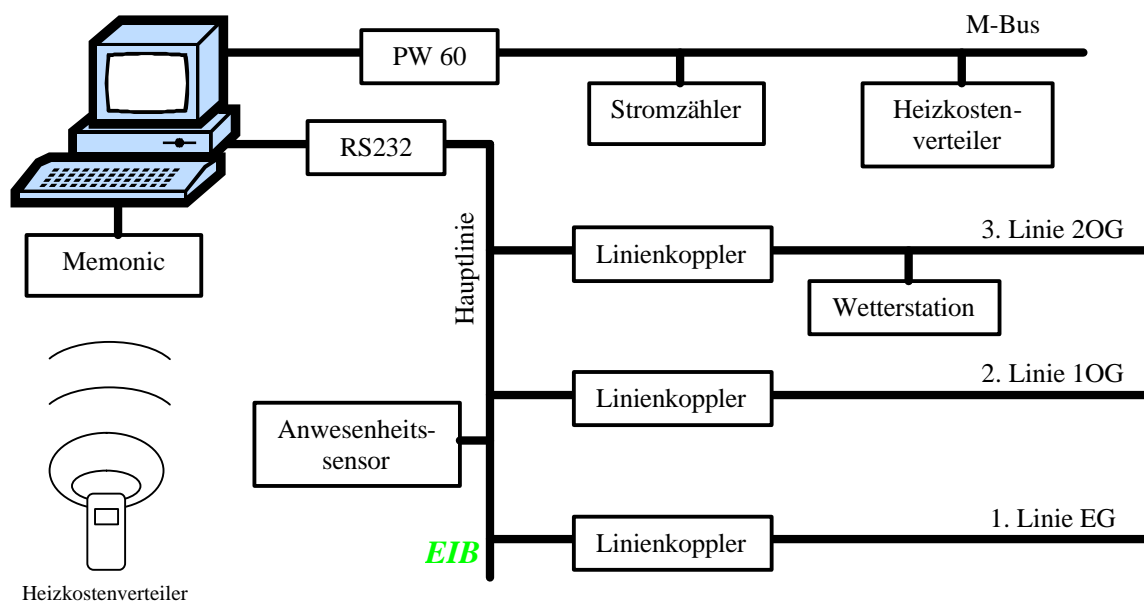 M-Bus
PW 60
Stromzähler
Heizkosten-
verteiler
RS232
Memonic
Hauptlinie
Linienkoppler
3. Linie 2OG
Wetterstation
Linienkoppler
2. Linie 1OG
Anwesenheits-
sensor
Linienkoppler
1. Linie EG
EIB
Heizkostenverteiler